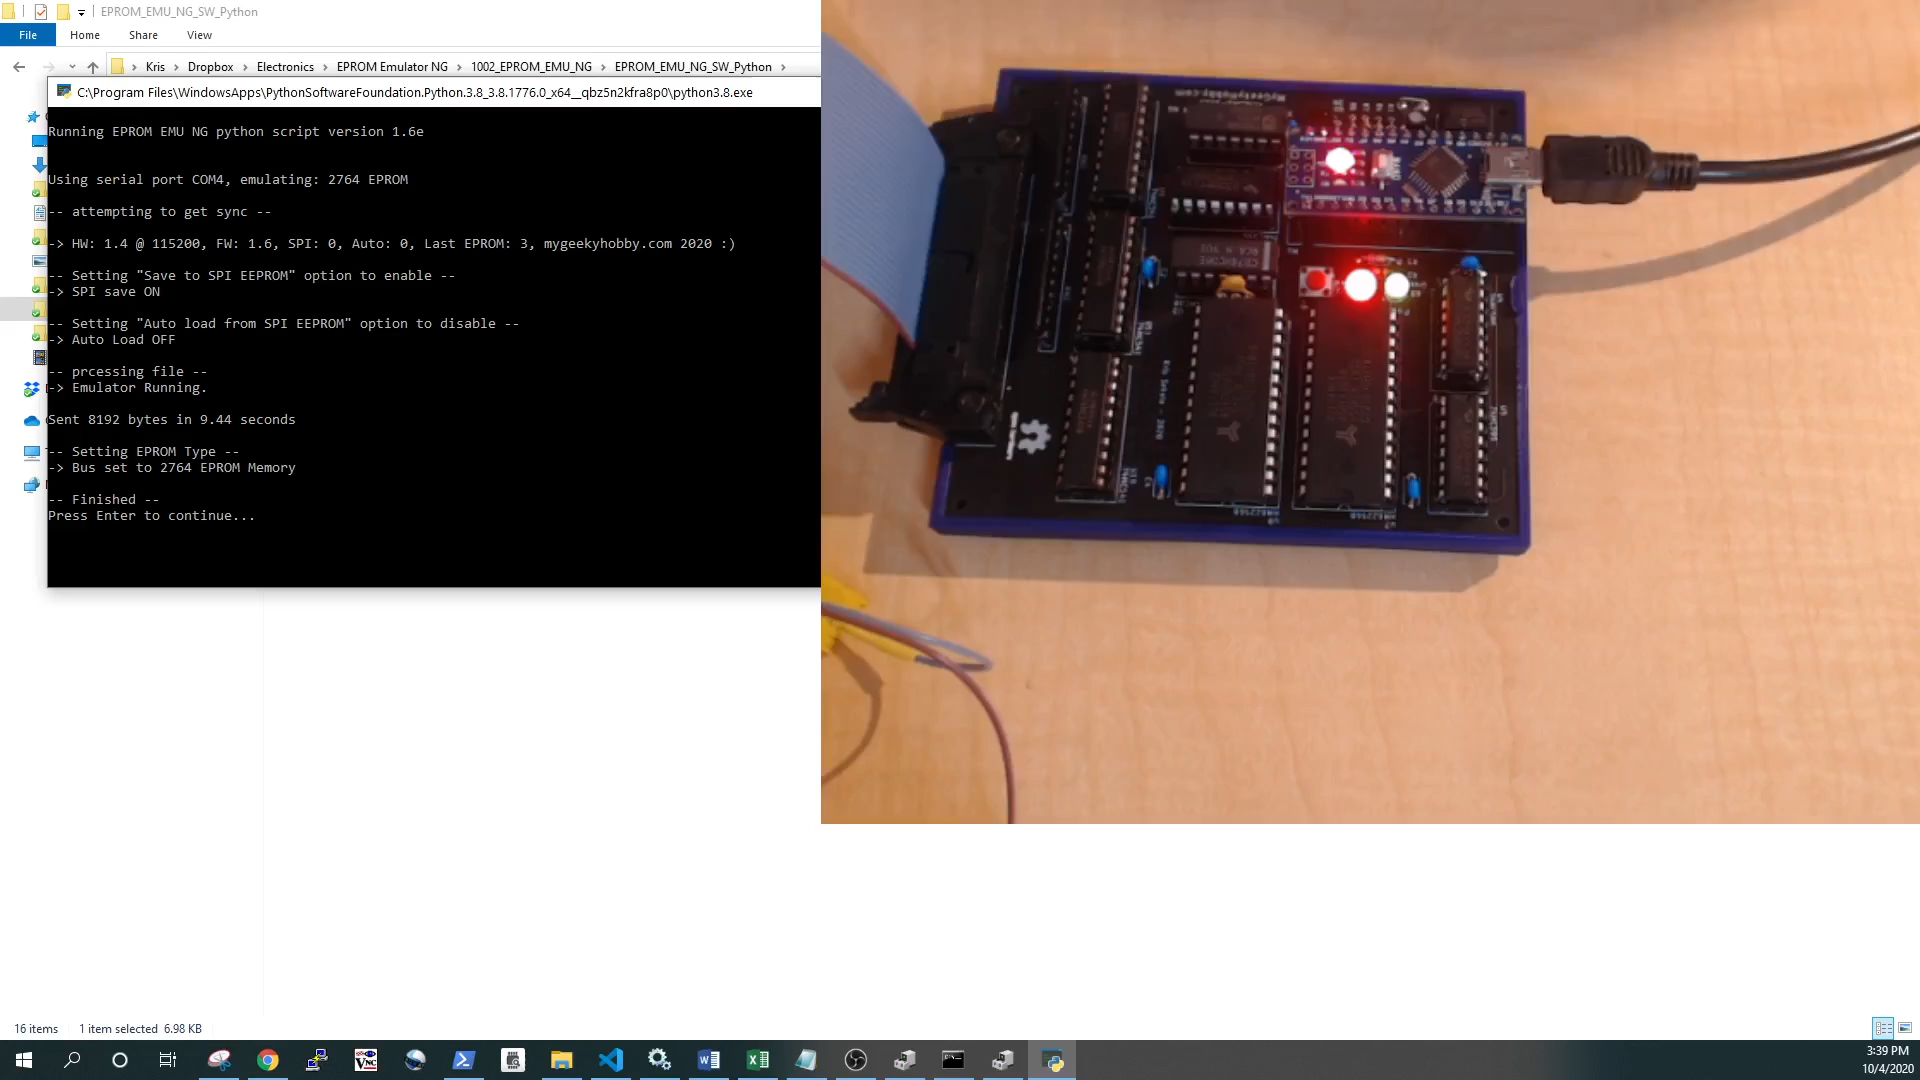 EPROM_EMU_NG_SW_Python
File Home Share View
Kris > Dropbox > Electronics > EPROM Emulator NG > 1002_EPROM_EMU_NG > EPROM_EMU_NG_SW_Python >
C:\Program Files\WindowsApps\PythonSoftwareFoundation.Python.3.8_3.8.1776.0_x64__qbz5n2kfra8p0\python3.8.exe
Running EPROM EMU NG python script version 1.6e
Using serial port COM4, emulating: 2764 EPROM
-- attempting to get sync --
-> HW: 1.4 @ 115200, FW: 1.6, SPI: 0, Auto: 0, Last EPROM: 3, mygeekyhobby.com 2020 :)
-- Setting "Save to SPI EEPROM" option to enable --
-> SPI save ON
-- Setting "Auto load from SPI EEPROM" option to disable --
-> Auto Load OFF
-- prcessing file --
-> Emulator Running.
Sent 8192 bytes in 9.44 seconds
-- Setting EPROM Type --
-> Bus set to 2764 EPROM Memory
-- Finished --
Press Enter to continue...
MyGeekyHobby.com
16 items 1 item selected 6.98 KB
3:39 PM
10/4/2020